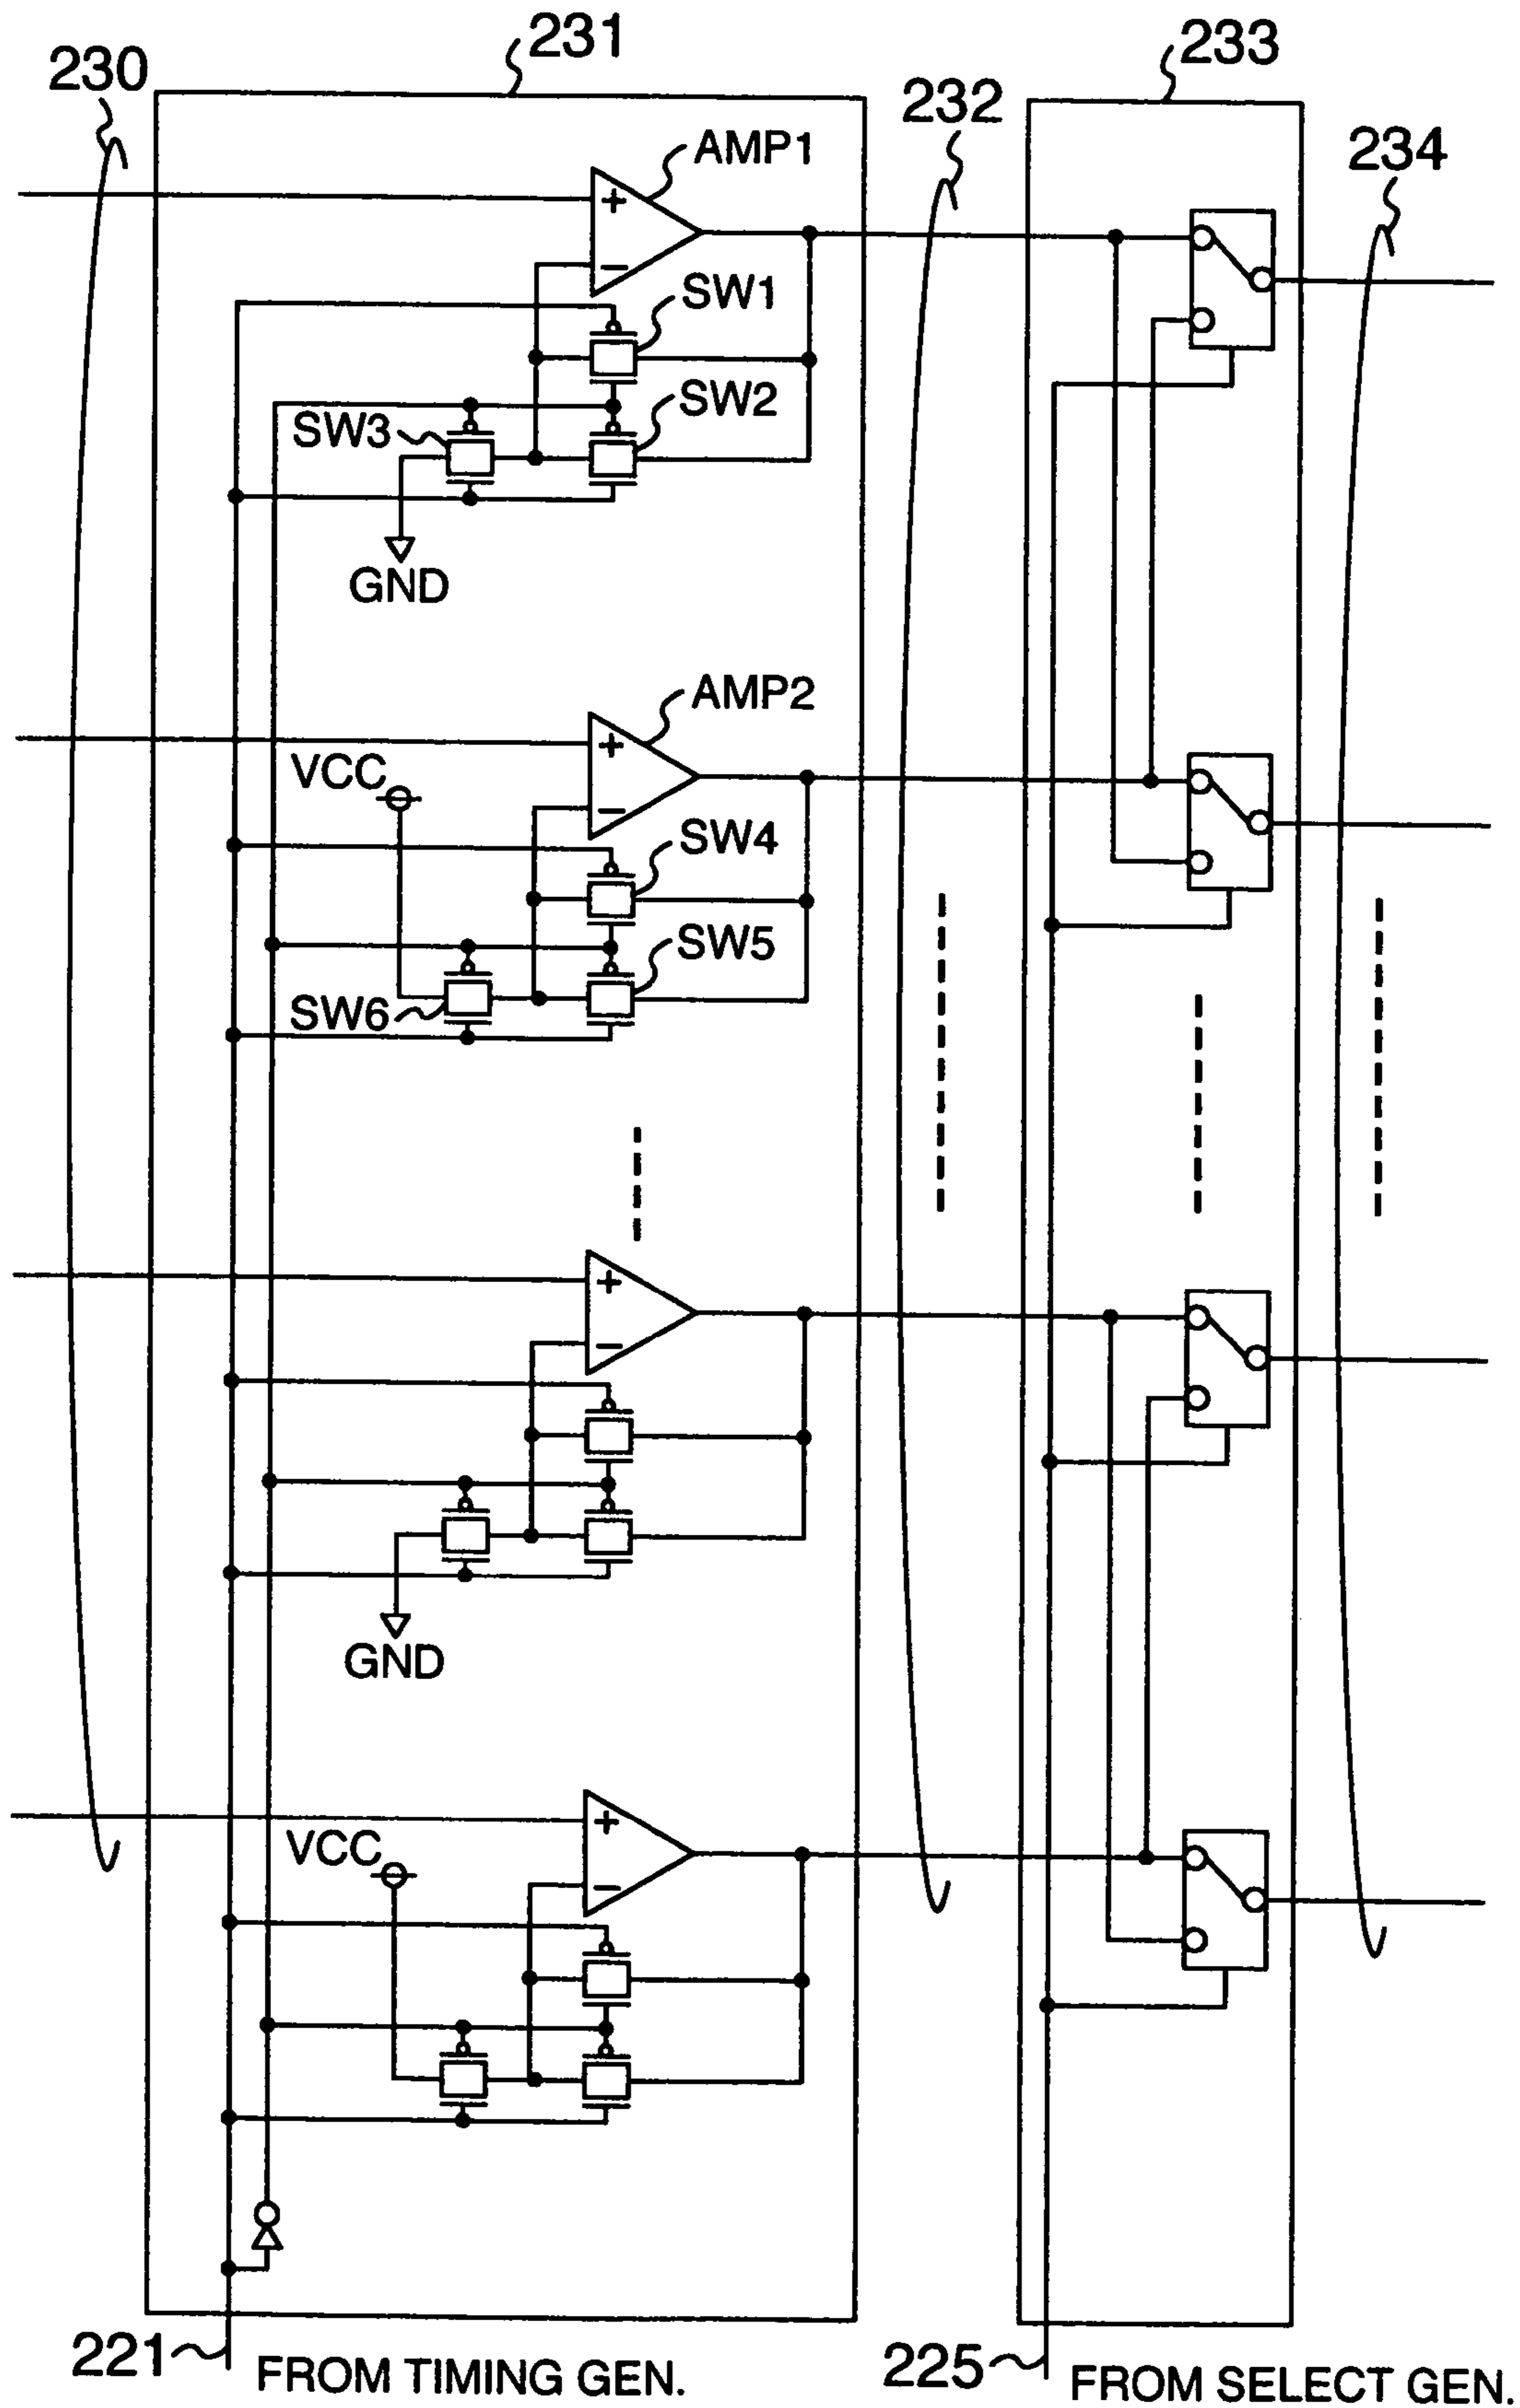 230
231
232
233
234
AMP1
+
−
SW1
SW2
SW3
GND
AMP2
VCC
+
−
SW4
SW5
SW6
+
−
GND
VCC
+
−
221
FROM TIMING GEN.
225
FROM SELECT GEN.